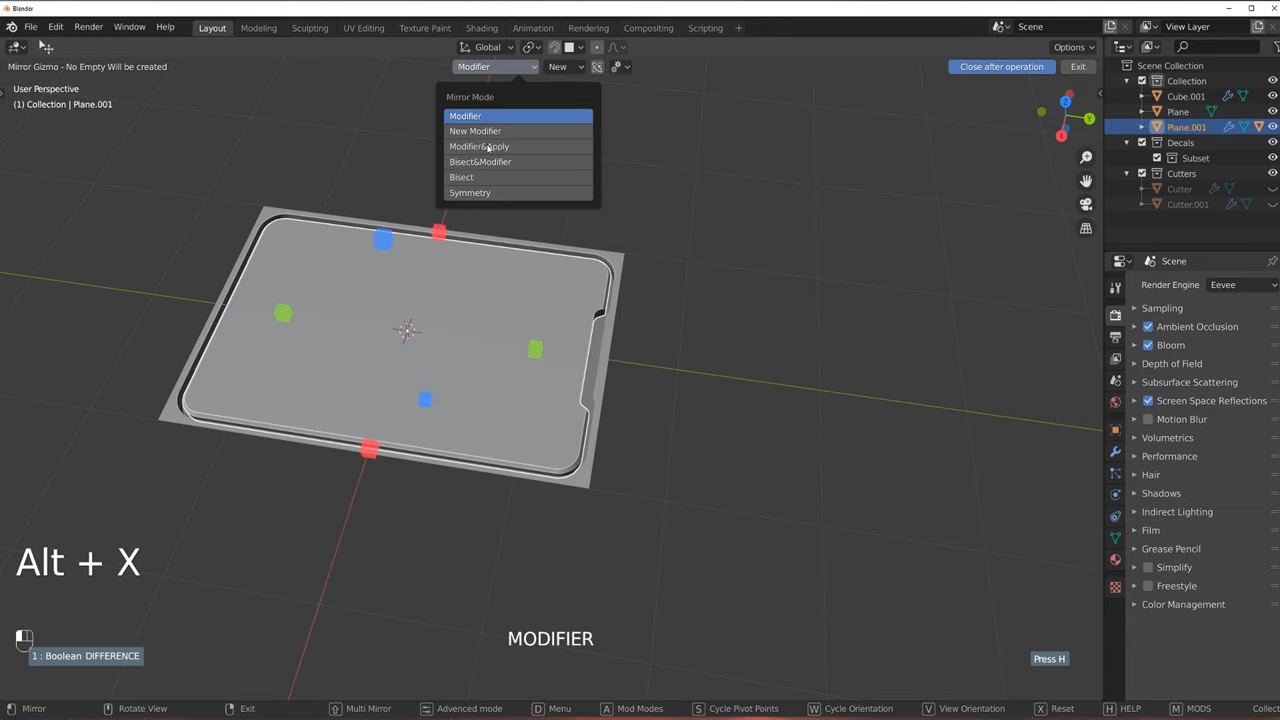 File Edit Render Window Help Layout Modeling Sculpting UV Editing Texture Paint Shading Animation Rendering Compositing Scripting Scene View Layer
Global Options
Mirror Gizmo - No Empty Will be created Modifier New Close after operation Exit
User Perspective
(1) Collection | Plane.001
Mirror Mode
Modifier
New Modifier
Modifier&Apply
Bisect&Modifier
Bisect
Symmetry
Z
Y
X
Scene Collection
Collection
Cube.001
Plane
Plane.001
Decals
Subset
Cutters
Cutter
Cutter.001
Scene
Render Engine Eevee
Sampling
Ambient Occlusion
Bloom
Depth of Field
Subsurface Scattering
Screen Space Reflections
Motion Blur
Volumetrics
Performance
Hair
Shadows
Indirect Lighting
Film
Grease Pencil
Simplify
Freestyle
Color Management
Alt + X
MODIFIER
1 : Boolean DIFFERENCE
Press H
Mirror Rotate View Exit Multi Mirror Advanced mode D Menu A Mod Modes S Cycle Pivot Points W Cycle Orientation V View Orientation X Reset H HELP M MODS Collect